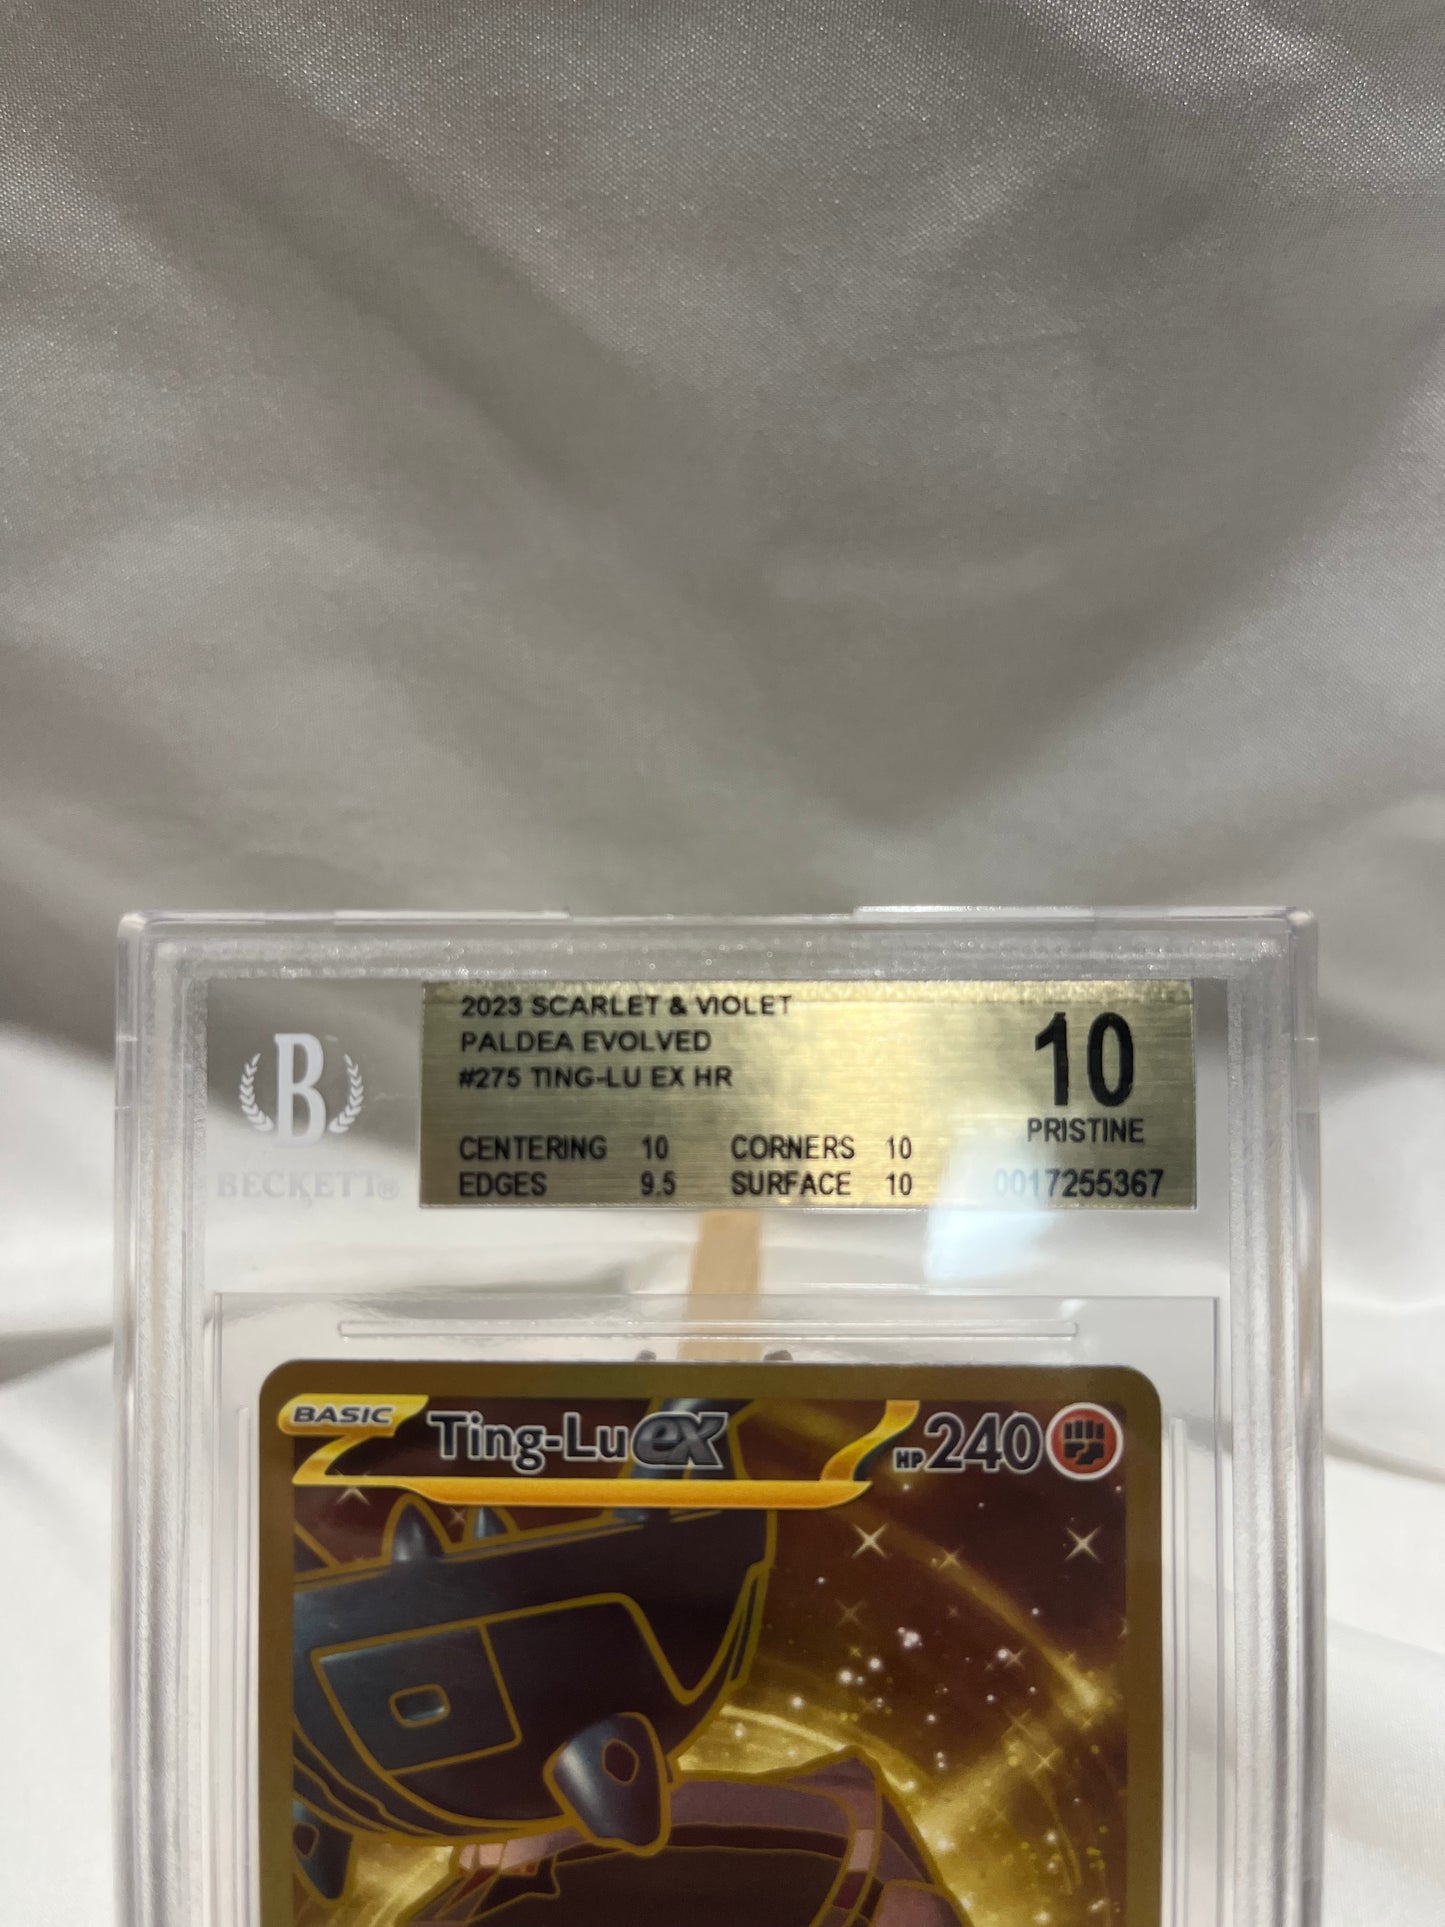 2023 SCARLET & VIOLET
PALDEA EVOLVED
#275 TING-LU EX HR
10
PRISTINE
CENTERING 10 CORNERS 10
EDGES 9.5 SURFACE 10
0017255367
B
BECKETT®
BASIC Ting-Lu ex HP 240